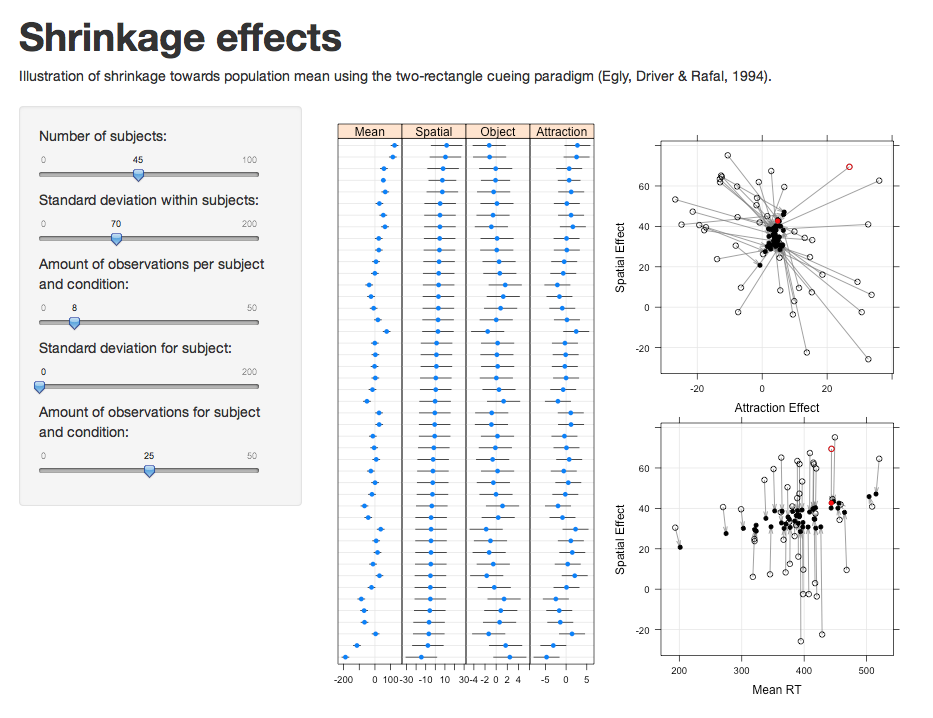 Shrinkage effects
Illustration of shrinkage towards population mean using the two-rectangle cueing paradigm (Egly, Driver & Rafal, 1994).
Number of subjects:
0 45 100
Standard deviation within subjects:
0 70 200
Amount of observations per subject
and condition:
0 8 50
Standard deviation for subject:
0 0 200
Amount of observations for subject
and condition:
0 25 50
Mean Spatial Object Attraction
-200 0 100 -30 -10 10 30 -4 -2 0 2 4 -5 0 5
Spatial Effect
60
40
20
0
-20
-20 0 20
Attraction Effect
Spatial Effect
60
40
20
0
-20
200 300 400 500
Mean RT